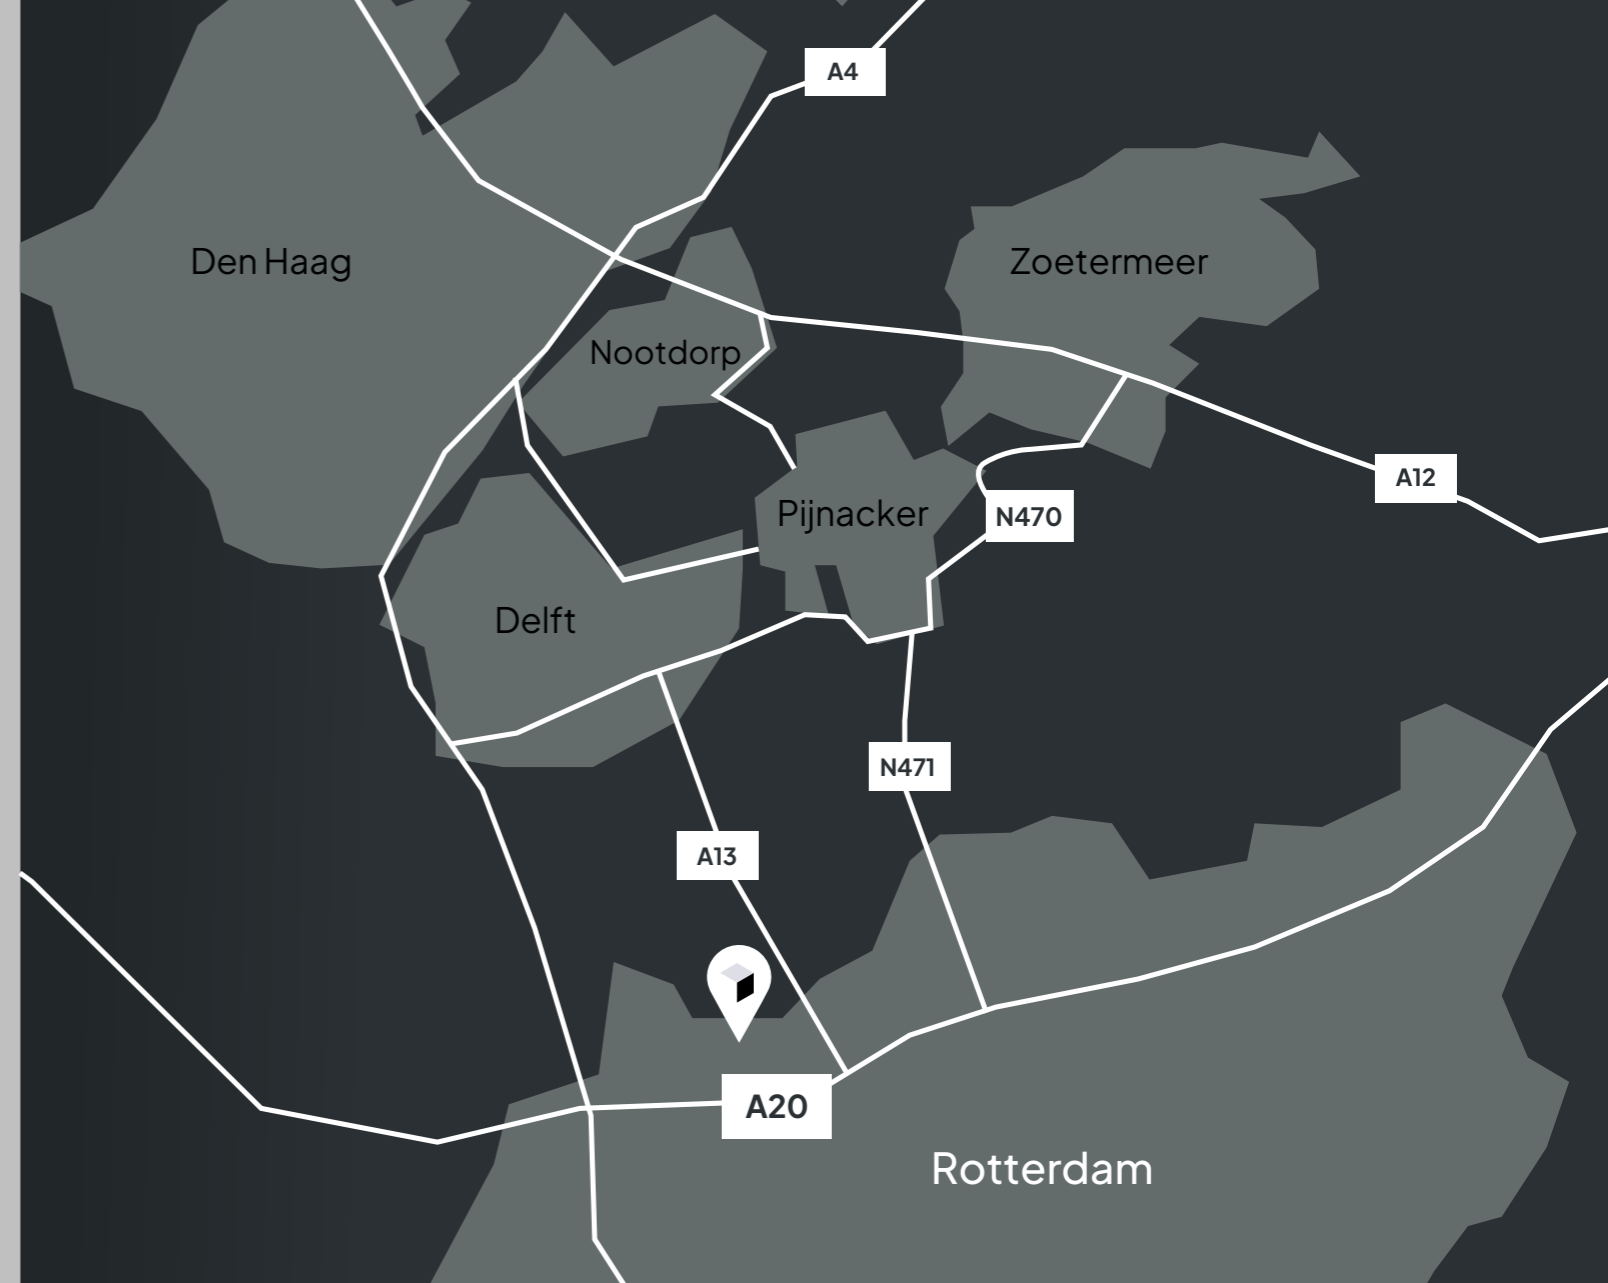 A4
Den Haag
Zoetermeer
Nootdorp
A12
Pijnacker
N470
Delft
N471
A13
A20
Rotterdam